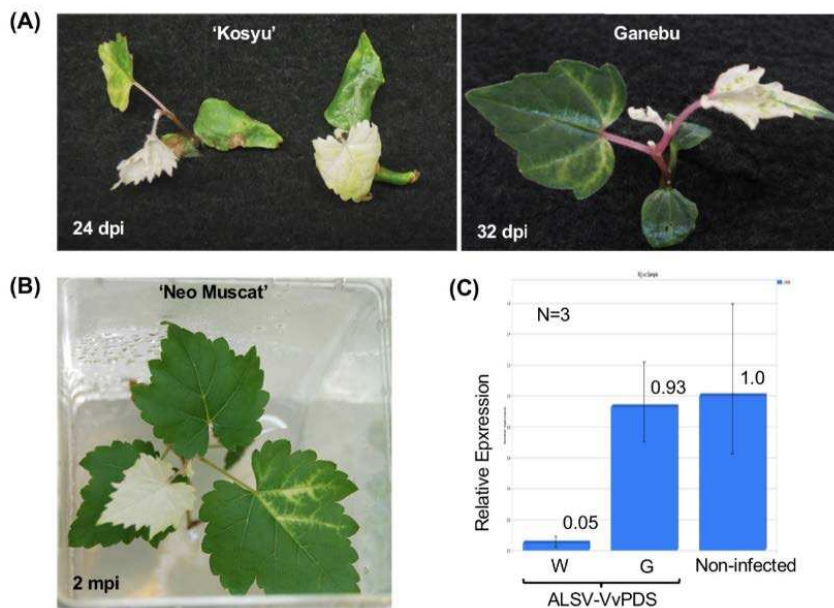 (A)
'Kosyu'
Ganebu
24 dpi
32 dpi
(B)
'Neo Muscat'
2 mpi
(C)
N=3
Relative Epxression
0.05
0.93
1.0
W
G
Non-infected
ALSV-VvPDS